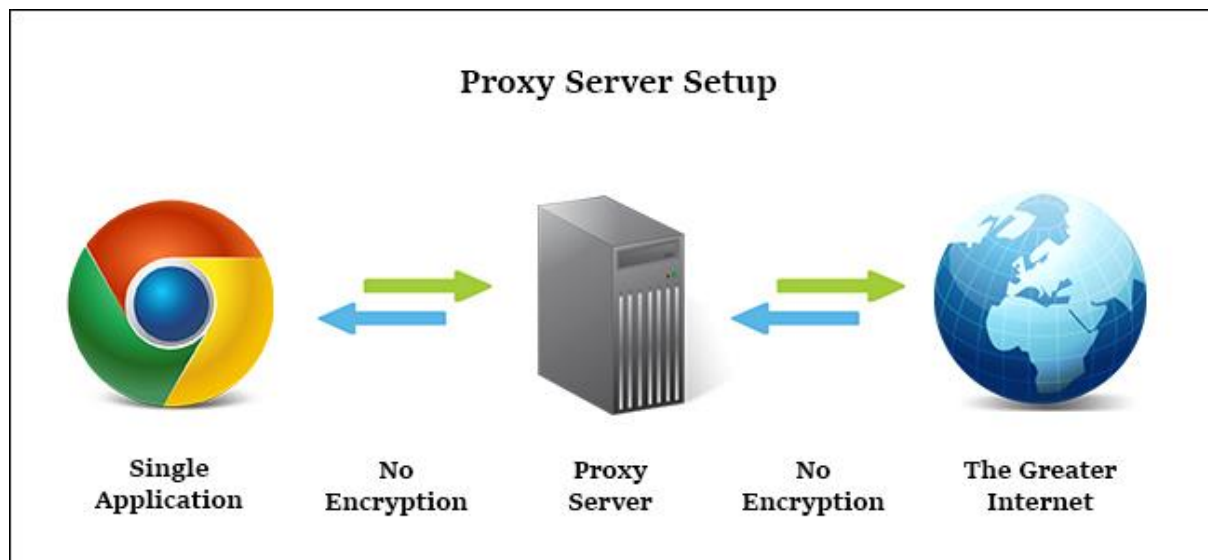 Proxy Server Setup
Single
Application
No
Encryption
Proxy
Server
No
Encryption
The Greater
Internet